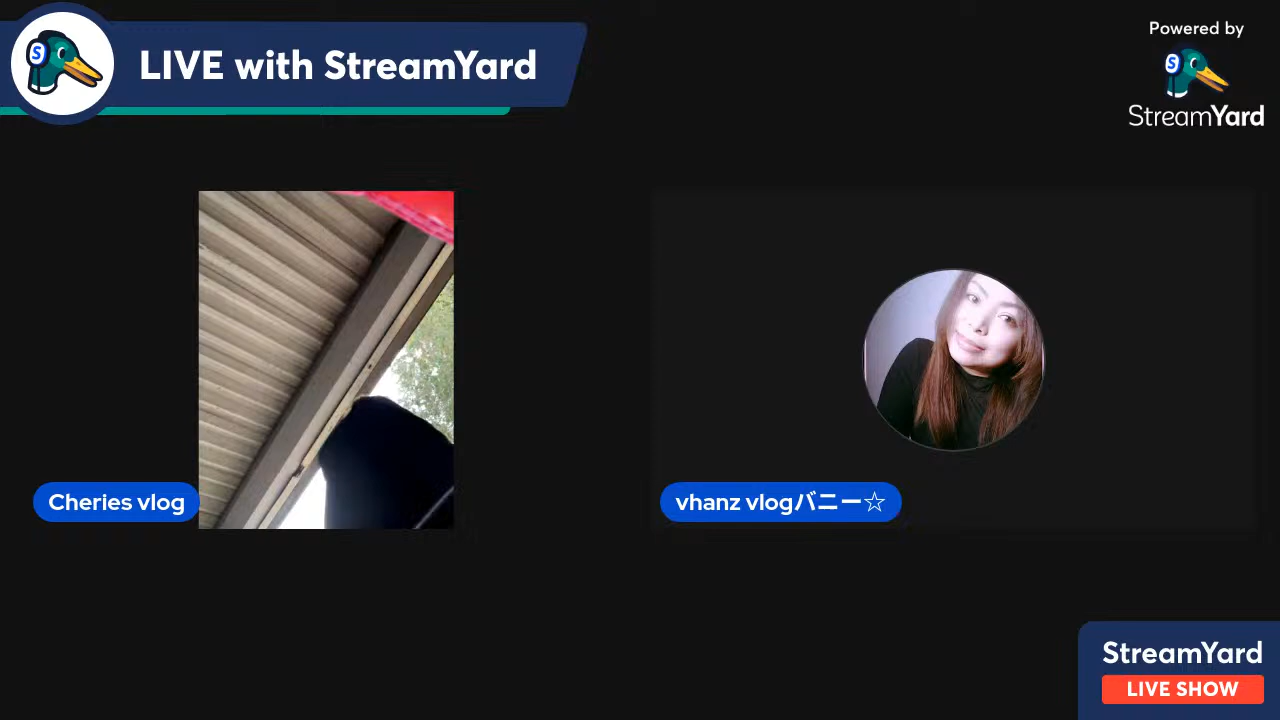 LIVE with StreamYard
Powered by
StreamYard
Cheries vlog
vhanz vlogバニー☆
StreamYard
LIVE SHOW